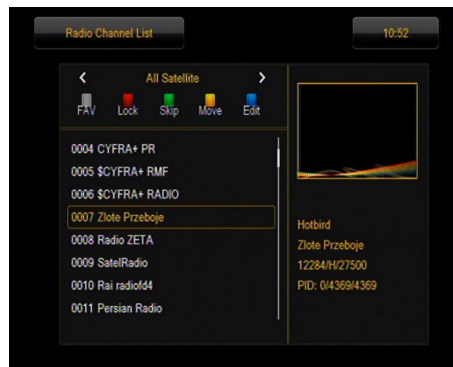 Radio Channel List
10:52
All Satellite
FAV Lock Skip Move Edit
0004 CYFRA+ PR
0005 $CYFRA+ RMF
0006 $CYFRA+ RADIO
0007 Zlote Przeboje
0008 Radio ZETA
0009 SatelRadio
0010 Rai radiofd4
0011 Persian Radio
Hotbird
Zlote Przeboje
12284/H/27500
PID: 0/4369/4369